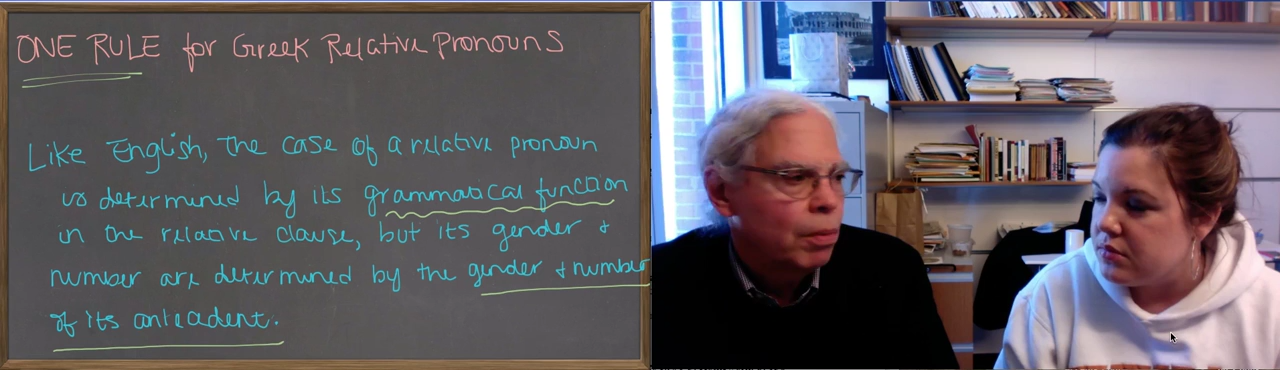 ONE RULE for Greek Relative Pronouns
Like English, the case of a relative pronoun
is determined by its grammatical function
in the relative clause, but its gender &
number are determined by the gender & number
of its antecedent.